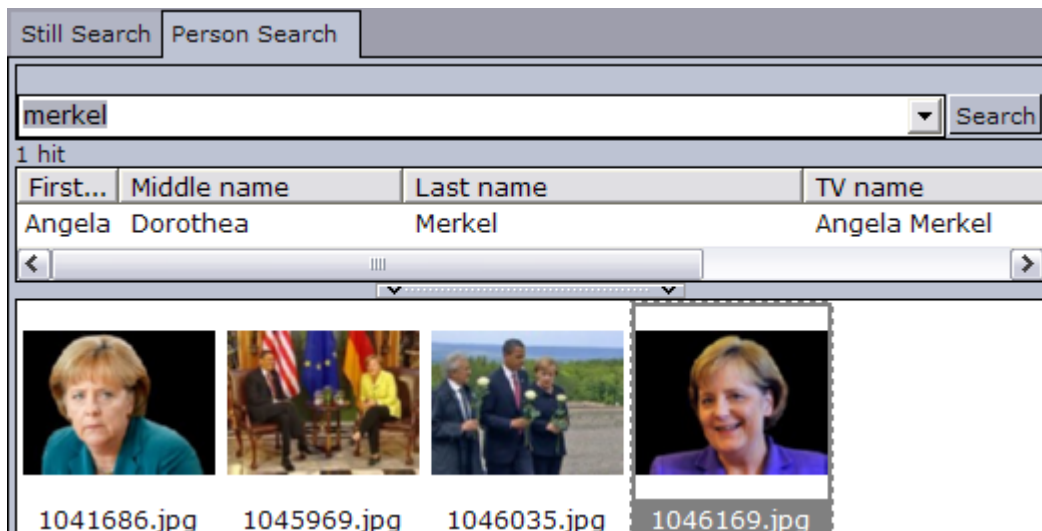 Still Search Person Search
merkel Search
1 hit
First... Middle name Last name TV name
Angela Dorothea Merkel Angela Merkel
1041686.jpg 1045969.jpg 1046035.jpg 1046169.jpg